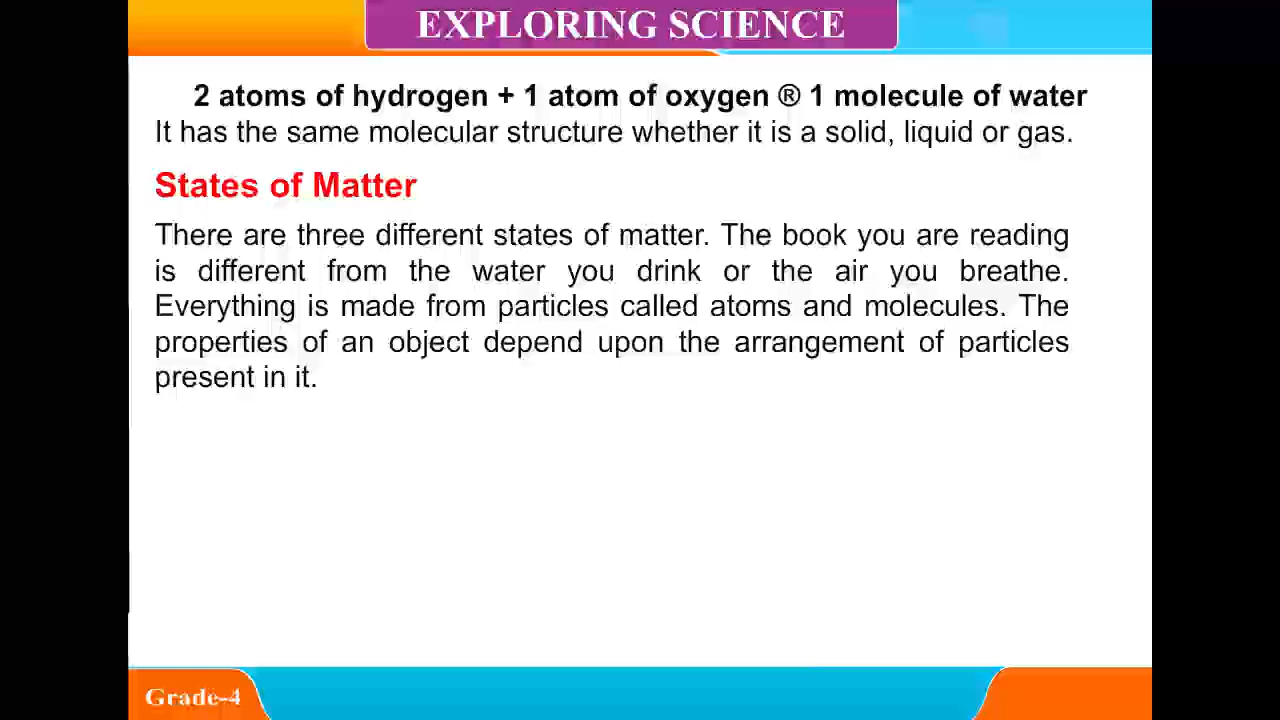 EXPLORING SCIENCE
2 atoms of hydrogen + 1 atom of oxygen ® 1 molecule of water
It has the same molecular structure whether it is a solid, liquid or gas.
States of Matter
There are three different states of matter. The book you are reading
is different from the water you drink or the air you breathe.
Everything is made from particles called atoms and molecules. The
properties of an object depend upon the arrangement of particles
present in it.
Grade-4